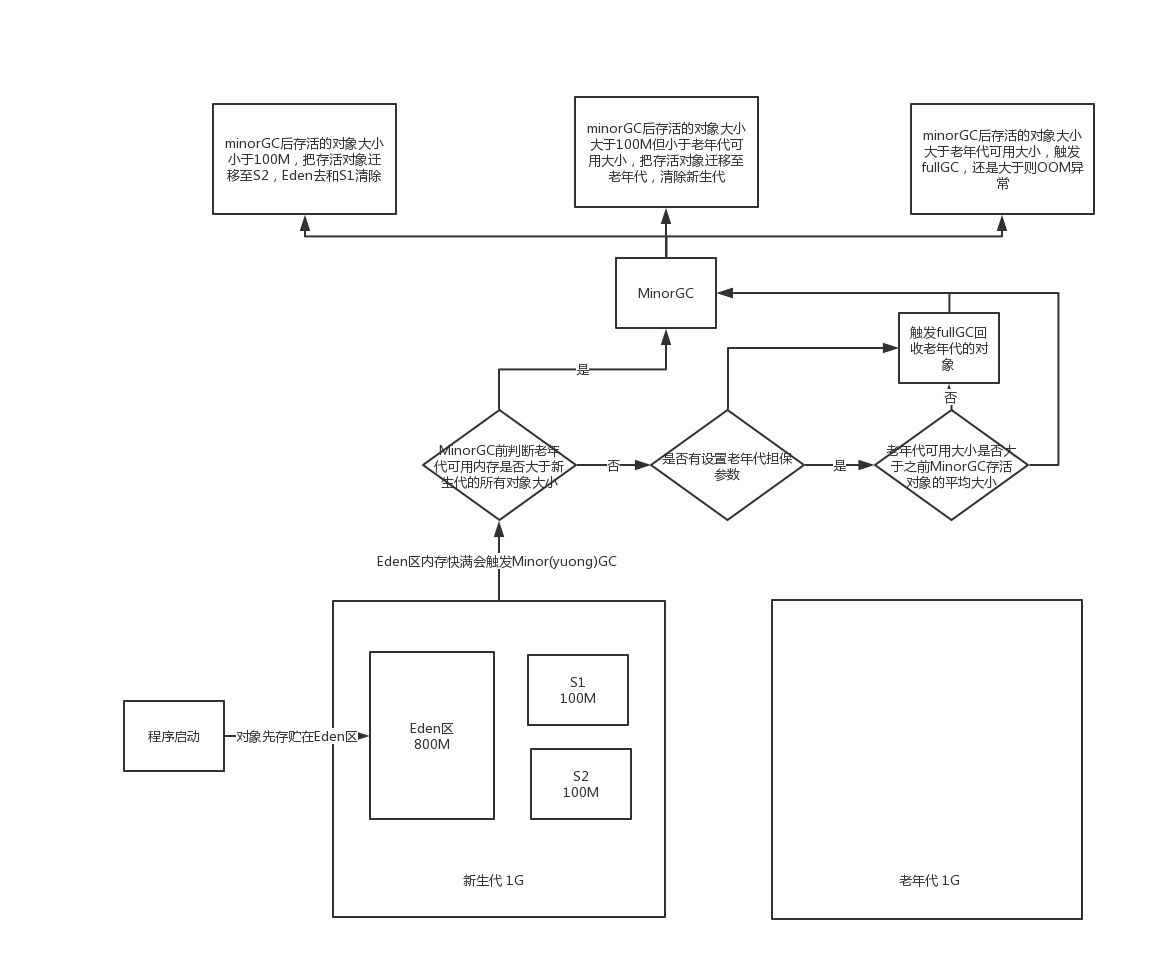 minorGC后存活的对象大小
小于100M，把存活对象迁
移至S2，Eden去和S1清除
minorGC后存活的对象大小
大于100M但小于老年代可
用大小，把存活对象迁移至
老年代，清除新生代
minorGC后存活的对象大小
大于老年代可用大小，触发
fullGC，还是大于则OOM异
常
MinorGC
触发fullGC回
收老年代的对
象
是
否
MinorGC前判断老年
代可用内存是否大于新
生代的所有对象大小
否
是否有设置老年代担保
参数
是
老年代可用大小是否大
于之前MinorGC存活
对象的平均大小
Eden区内存快满会触发Minor(yuong)GC
程序启动
对象先存贮在Eden区
Eden区
800M
S1
100M
S2
100M
新生代 1G
老年代 1G